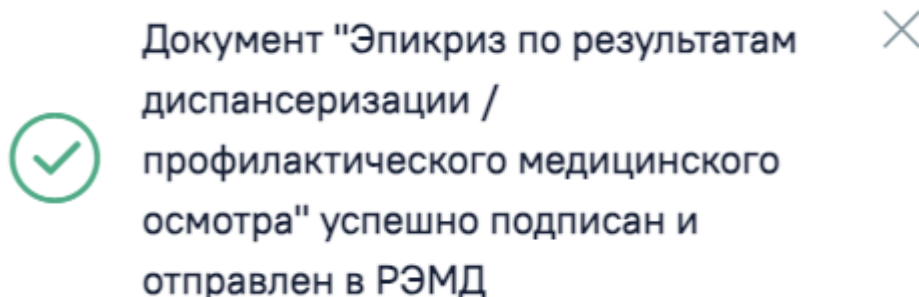 Документ "Эпикриз по результатам
диспансеризации /
профилактического медицинского
осмотра" успешно подписан и
отправлен в РЭМД